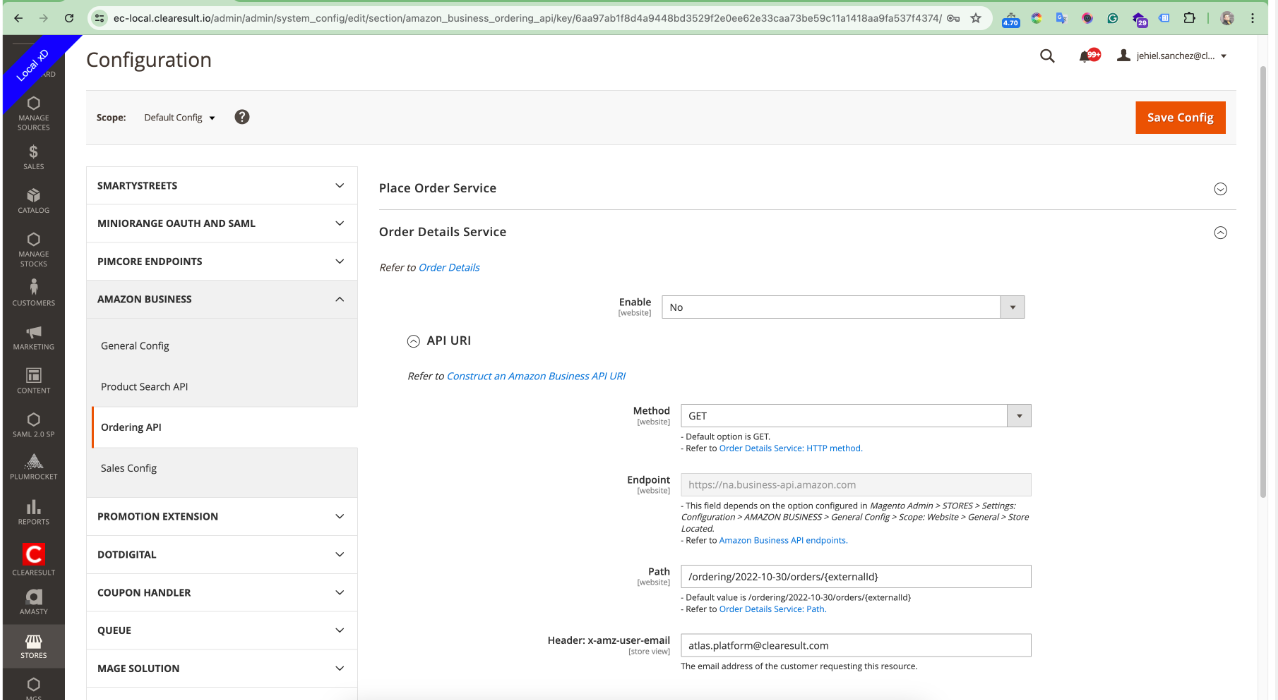 ec-local.clearesult.io/admin/admin/system_config/edit/section/amazon_business_ordering_api/key/6aa97ab1f8d4a9448bd3529f2e0ee62e33caa73be59c11a1418aa9fa537f4374/
4.70
29
Local xD
Configuration
99+
jehiel.sanchez@cl...
Scope:
Default Config
?
Save Config
MANAGE
SOURCES
SALES
CATALOG
MANAGE
STOCKS
CUSTOMERS
MARKETING
CONTENT
SAML 2.0 SP
PLUMROCKET
REPORTS
C
CLEARESULT
AMASTY
STORES
MGS
SMARTYSTREETS
MINIORANGE OAUTH AND SAML
PIMCORE ENDPOINTS
AMAZON BUSINESS
General Config
Product Search API
Ordering API
Sales Config
PROMOTION EXTENSION
DOTDIGITAL
COUPON HANDLER
QUEUE
MAGE SOLUTION
Place Order Service
Order Details Service
Refer to Order Details
Enable
[website]
No
API URI
Refer to Construct an Amazon Business API URI
Method
[website]
GET
- Default option is GET.
- Refer to Order Details Service: HTTP method.
Endpoint
[website]
https://na.business-api.amazon.com
- This field depends on the option configured in Magento Admin > STORES > Settings:
Configuration > AMAZON BUSINESS > General Config > Scope: Website > General > Store
Located.
- Refer to Amazon Business API endpoints.
Path
[website]
/ordering/2022-10-30/orders/{externalId}
- Default value is /ordering/2022-10-30/orders/{externalId}
- Refer to Order Details Service: Path.
Header: x-amz-user-email
[store view]
atlas.platform@clearesult.com
The email address of the customer requesting this resource.